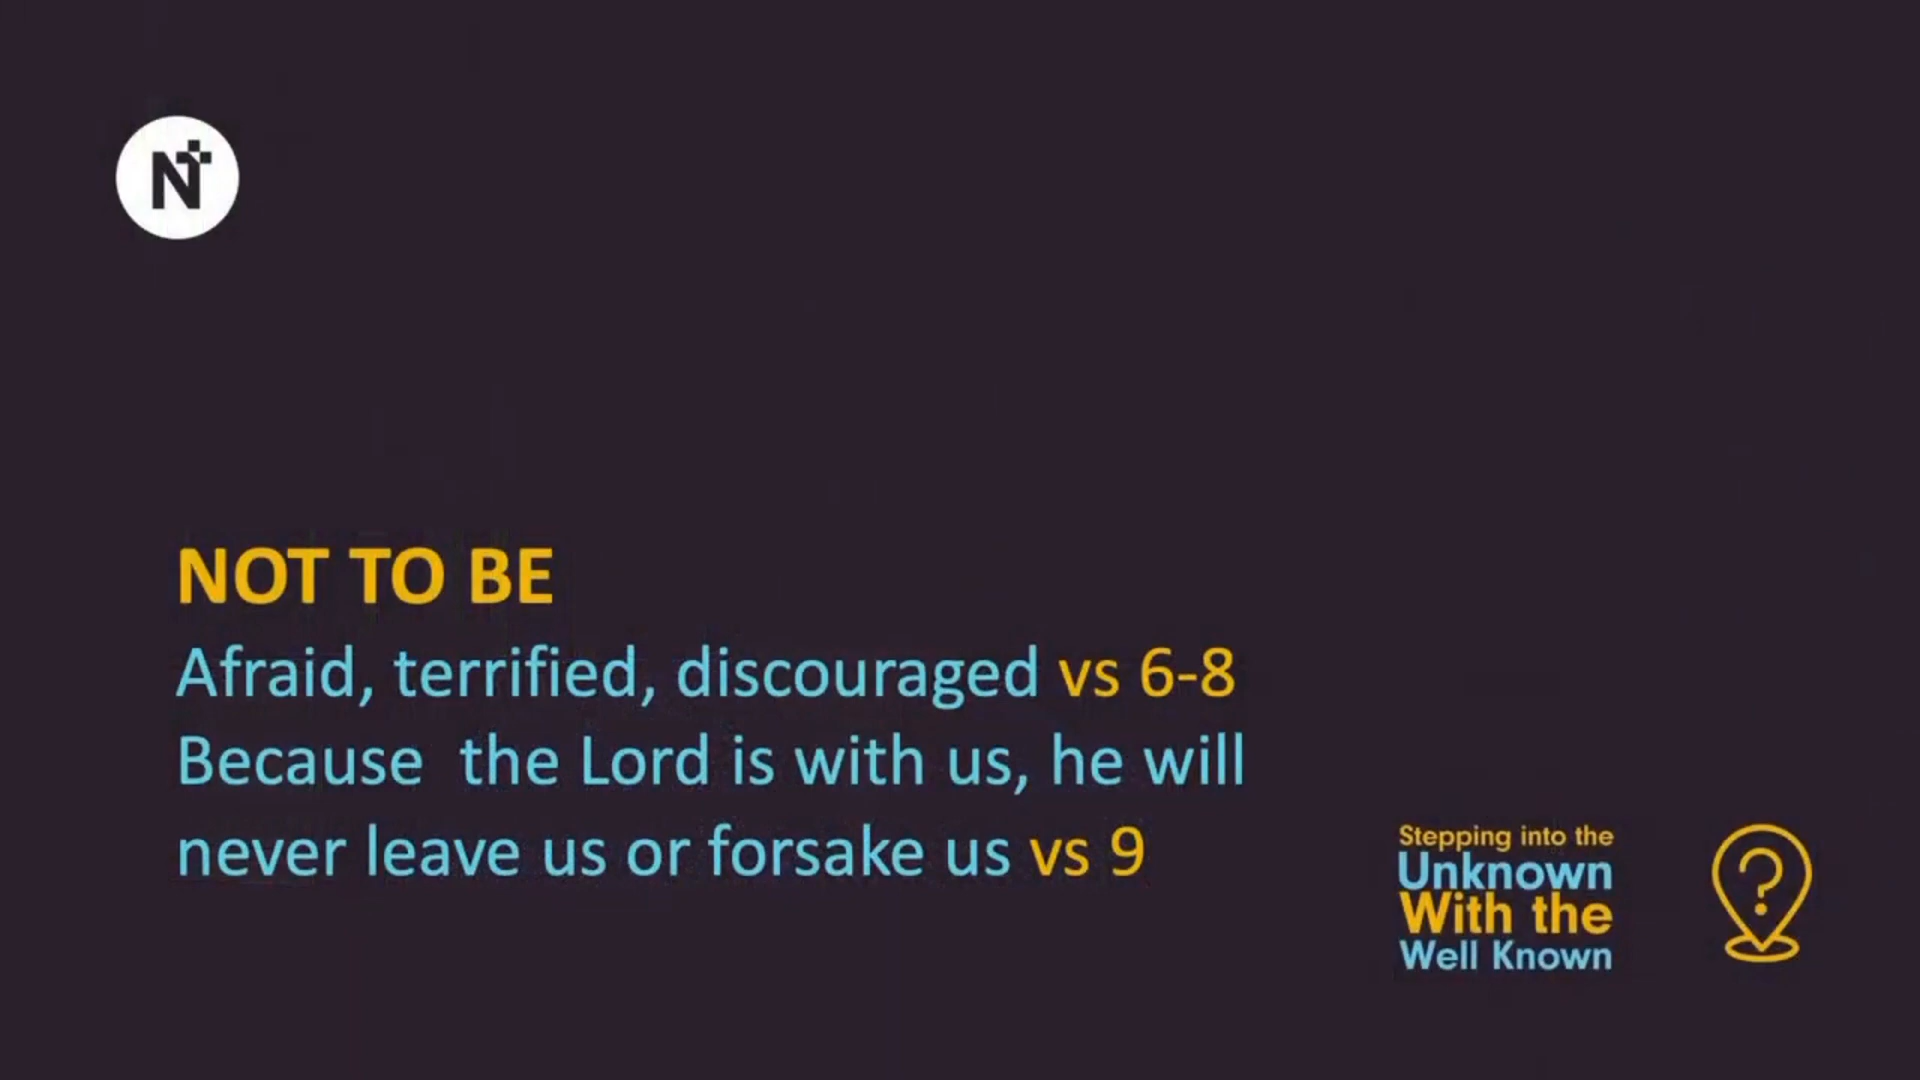 N
NOT TO BE
Afraid, terrified, discouraged vs 6-8
Because  the Lord is with us, he will
never leave us or forsake us vs 9
Stepping into the
Unknown
With the
Well Known
?